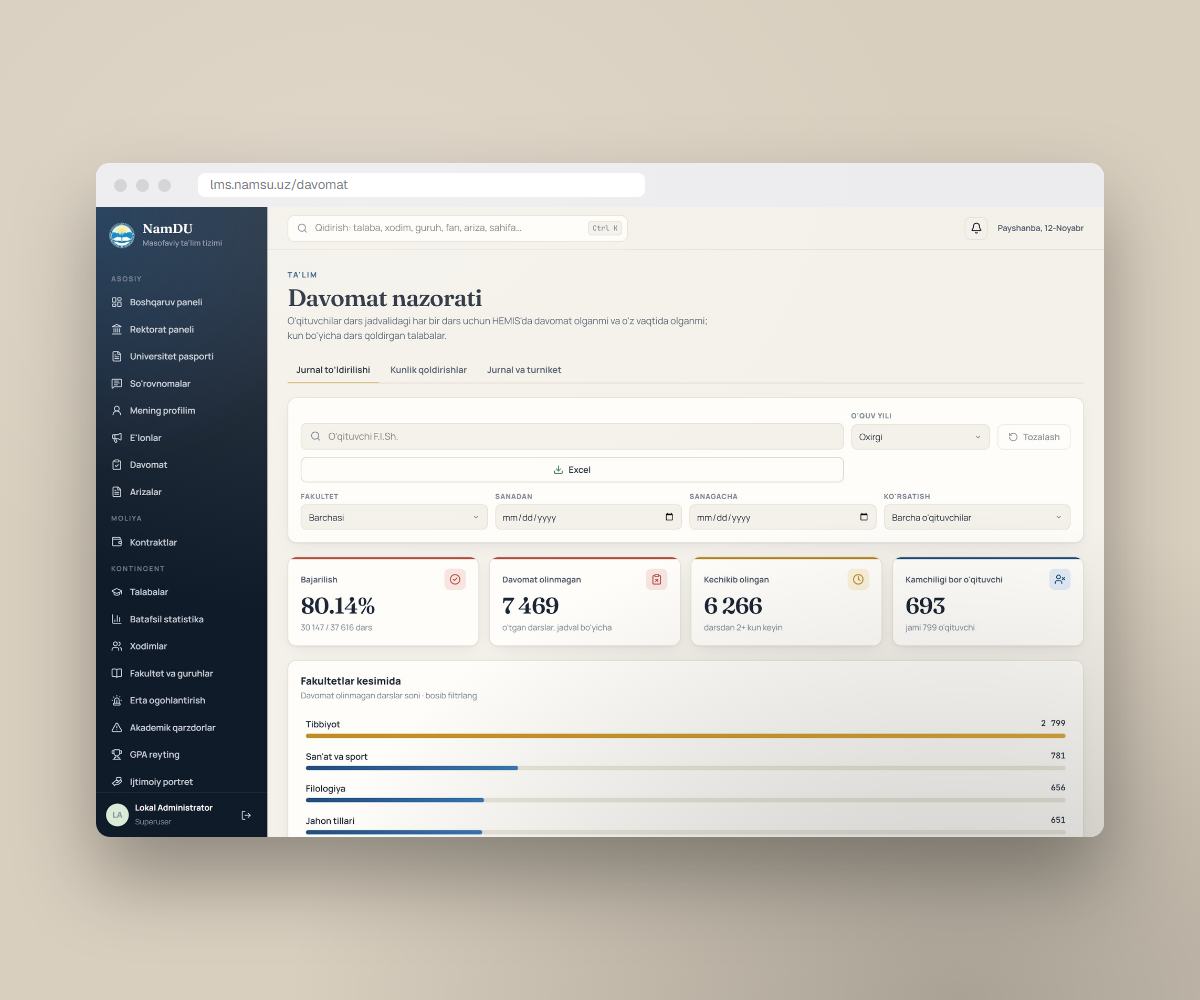 lms.namsu.uz/davomat
NamDU
Masofaviy ta'lim tizimi
ASOSIY
Boshqaruv paneli
Rektorat paneli
Universitet pasporti
So'rovnomalar
Mening profilim
E'lonlar
Davomat
Arizalar
MOLIYA
Kontraktlar
KONTINGENT
Talabalar
Batafsil statistika
Xodimlar
Fakultet va guruhlar
Erta ogohlantirish
Akademik qarzdorlar
GPA reyting
Ijtimoiy portret
LA
Lokal Administrator
Superuser
Qidirish: talaba, xodim, guruh, fan, ariza, sahifa...
Ctrl K
Payshanba, 12-Noyabr
TA'LIM
Davomat nazorati
O'qituvchilar dars jadvalidagi har bir dars uchun HEMIS'da davomat olganmi va o'z vaqtida olganmi;
kun bo'yicha dars qoldirgan talabalar.
Jurnal to'ldirilishi
Kunlik qoldirishlar
Jurnal va turniket
O'QUV YILI
O'qituvchi F.I.Sh.
Oxirgi
Tozalash
Excel
FAKULTET
SANADAN
SANAGACHA
KO'RSATISH
Barchasi
mm/dd/yyyy
mm/dd/yyyy
Barcha o'qituvchilar
Bajarilish
80.14%
30 147 / 37 616 dars
Davomat olinmagan
7 469
o'tgan darslar, jadval bo'yicha
Kechikib olingan
6 266
darsdan 2+ kun keyin
Kamchiligi bor o'qituvchi
693
jami 799 o'qituvchi
Fakultetlar kesimida
Davomat olinmagan darslar soni · bosib filtrlang
Tibbiyot
2 799
San'at va sport
781
Filologiya
656
Jahon tillari
651